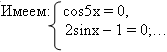 Имеем: cos5x = 0,
2sinx – 1 = 0;…